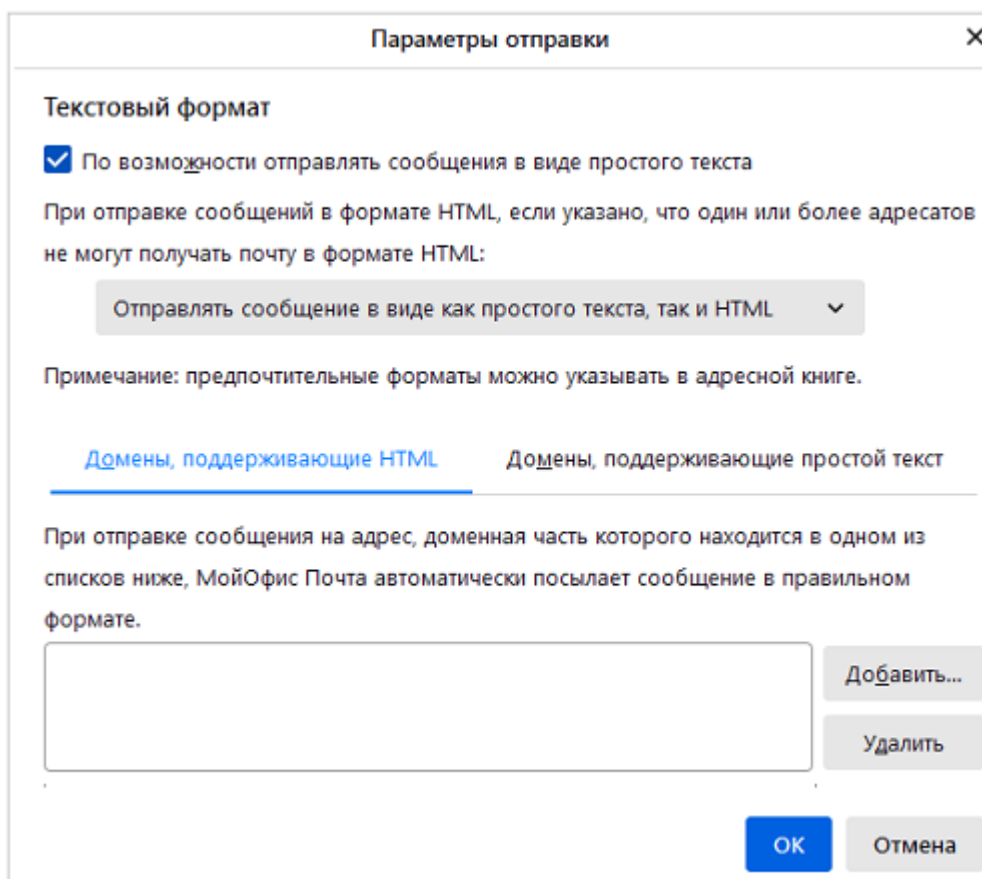 Параметры отправки
Текстовый формат
По возможности отправлять сообщения в виде простого текста
При отправке сообщений в формате HTML, если указано, что один или более адресатов
не могут получать почту в формате HTML:
Отправлять сообщение в виде как простого текста, так и HTML
Примечание: предпочтительные форматы можно указывать в адресной книге.
Домены, поддерживающие HTML Домены, поддерживающие простой текст
При отправке сообщения на адрес, доменная часть которого находится в одном из
списков ниже, МойОфис Почта автоматически посылает сообщение в правильном
формате.
Добавить...
Удалить
ОК Отмена